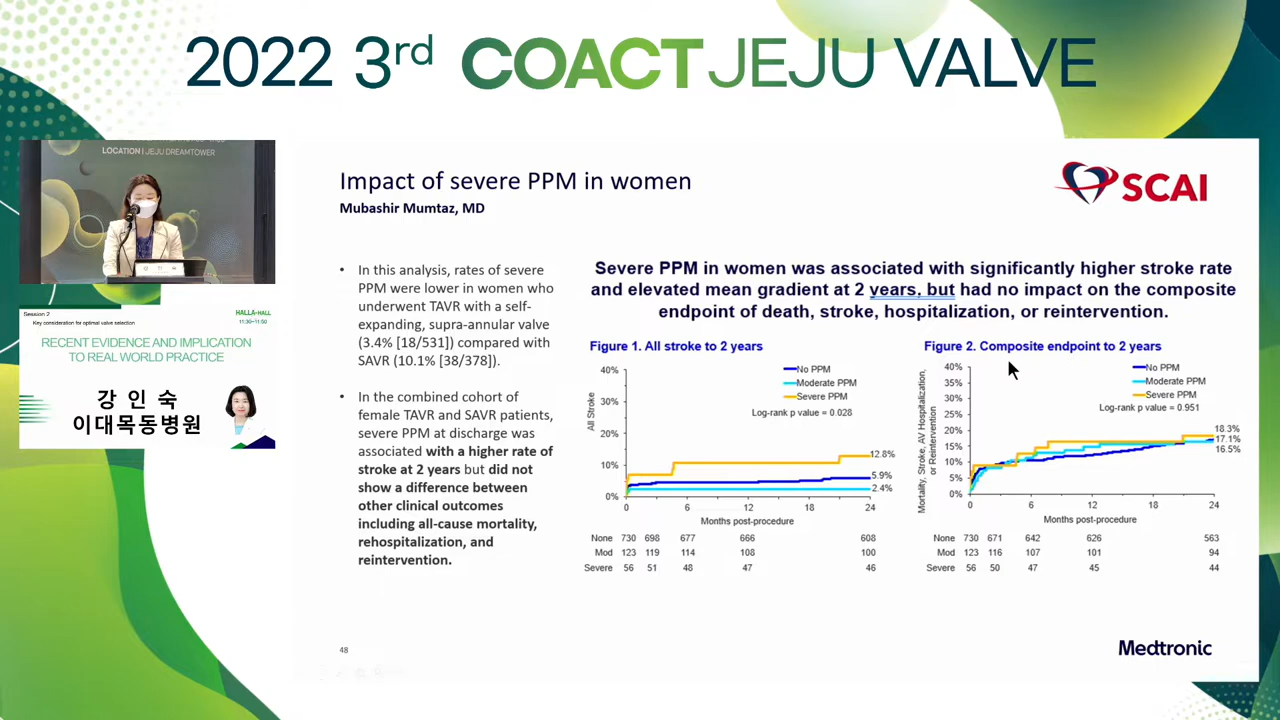 2022 3rd COACT JEJU VALVE
LOCATION | JEJU DREAMTOWER
강 인 숙
Session 2
Key consideration for optimal valve selection
HALLA-HALL
11:30~11:50
RECENT EVIDENCE AND IMPLICATION
TO REAL WORLD PRACTICE
강 인 숙
이대목동병원
Impact of severe PPM in women
Mubashir Mumtaz, MD
SCAI
• In this analysis, rates of severe
PPM were lower in women who
underwent TAVR with a self-
expanding, supra-annular valve
(3.4% [18/531]) compared with
SAVR (10.1% [38/378]).
• In the combined cohort of
female TAVR and SAVR patients,
severe PPM at discharge was
associated with a higher rate of
stroke at 2 years but did not
show a difference between
other clinical outcomes
including all-cause mortality,
rehospitalization, and
reintervention.
Severe PPM in women was associated with significantly higher stroke rate
and elevated mean gradient at 2 years, but had no impact on the composite
endpoint of death, stroke, hospitalization, or reintervention.
Figure 1. All stroke to 2 years
All Stroke
40%
30%
20%
10%
0%
No PPM
Moderate PPM
Severe PPM
Log-rank p value = 0.028
12.8%
5.9%
2.4%
0 6 12 18 24
Months post-procedure
None 730 698 677 666 608
Mod 123 119 114 108 100
Severe 56 51 48 47 46
Figure 2. Composite endpoint to 2 years
Mortality, Stroke, AV Hospitalization,
or Reintervention
40%
35%
30%
25%
20%
15%
10%
5%
0%
No PPM
Moderate PPM
Severe PPM
Log-rank p value = 0.951
18.3%
17.1%
16.5%
0 6 12 18 24
Months post-procedure
None 730 671 642 626 563
Mod 123 116 107 101 94
Severe 56 50 47 45 44
48
Medtronic